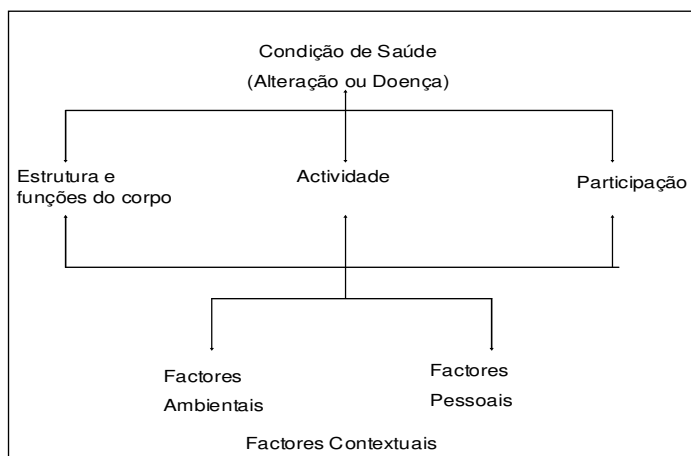 Condição de Saúde
(Alteração ou Doença)
Estrutura e
funções do corpo
Actividade
Participação
Factores
Ambientais
Factores
Pessoais
Factores Contextuais